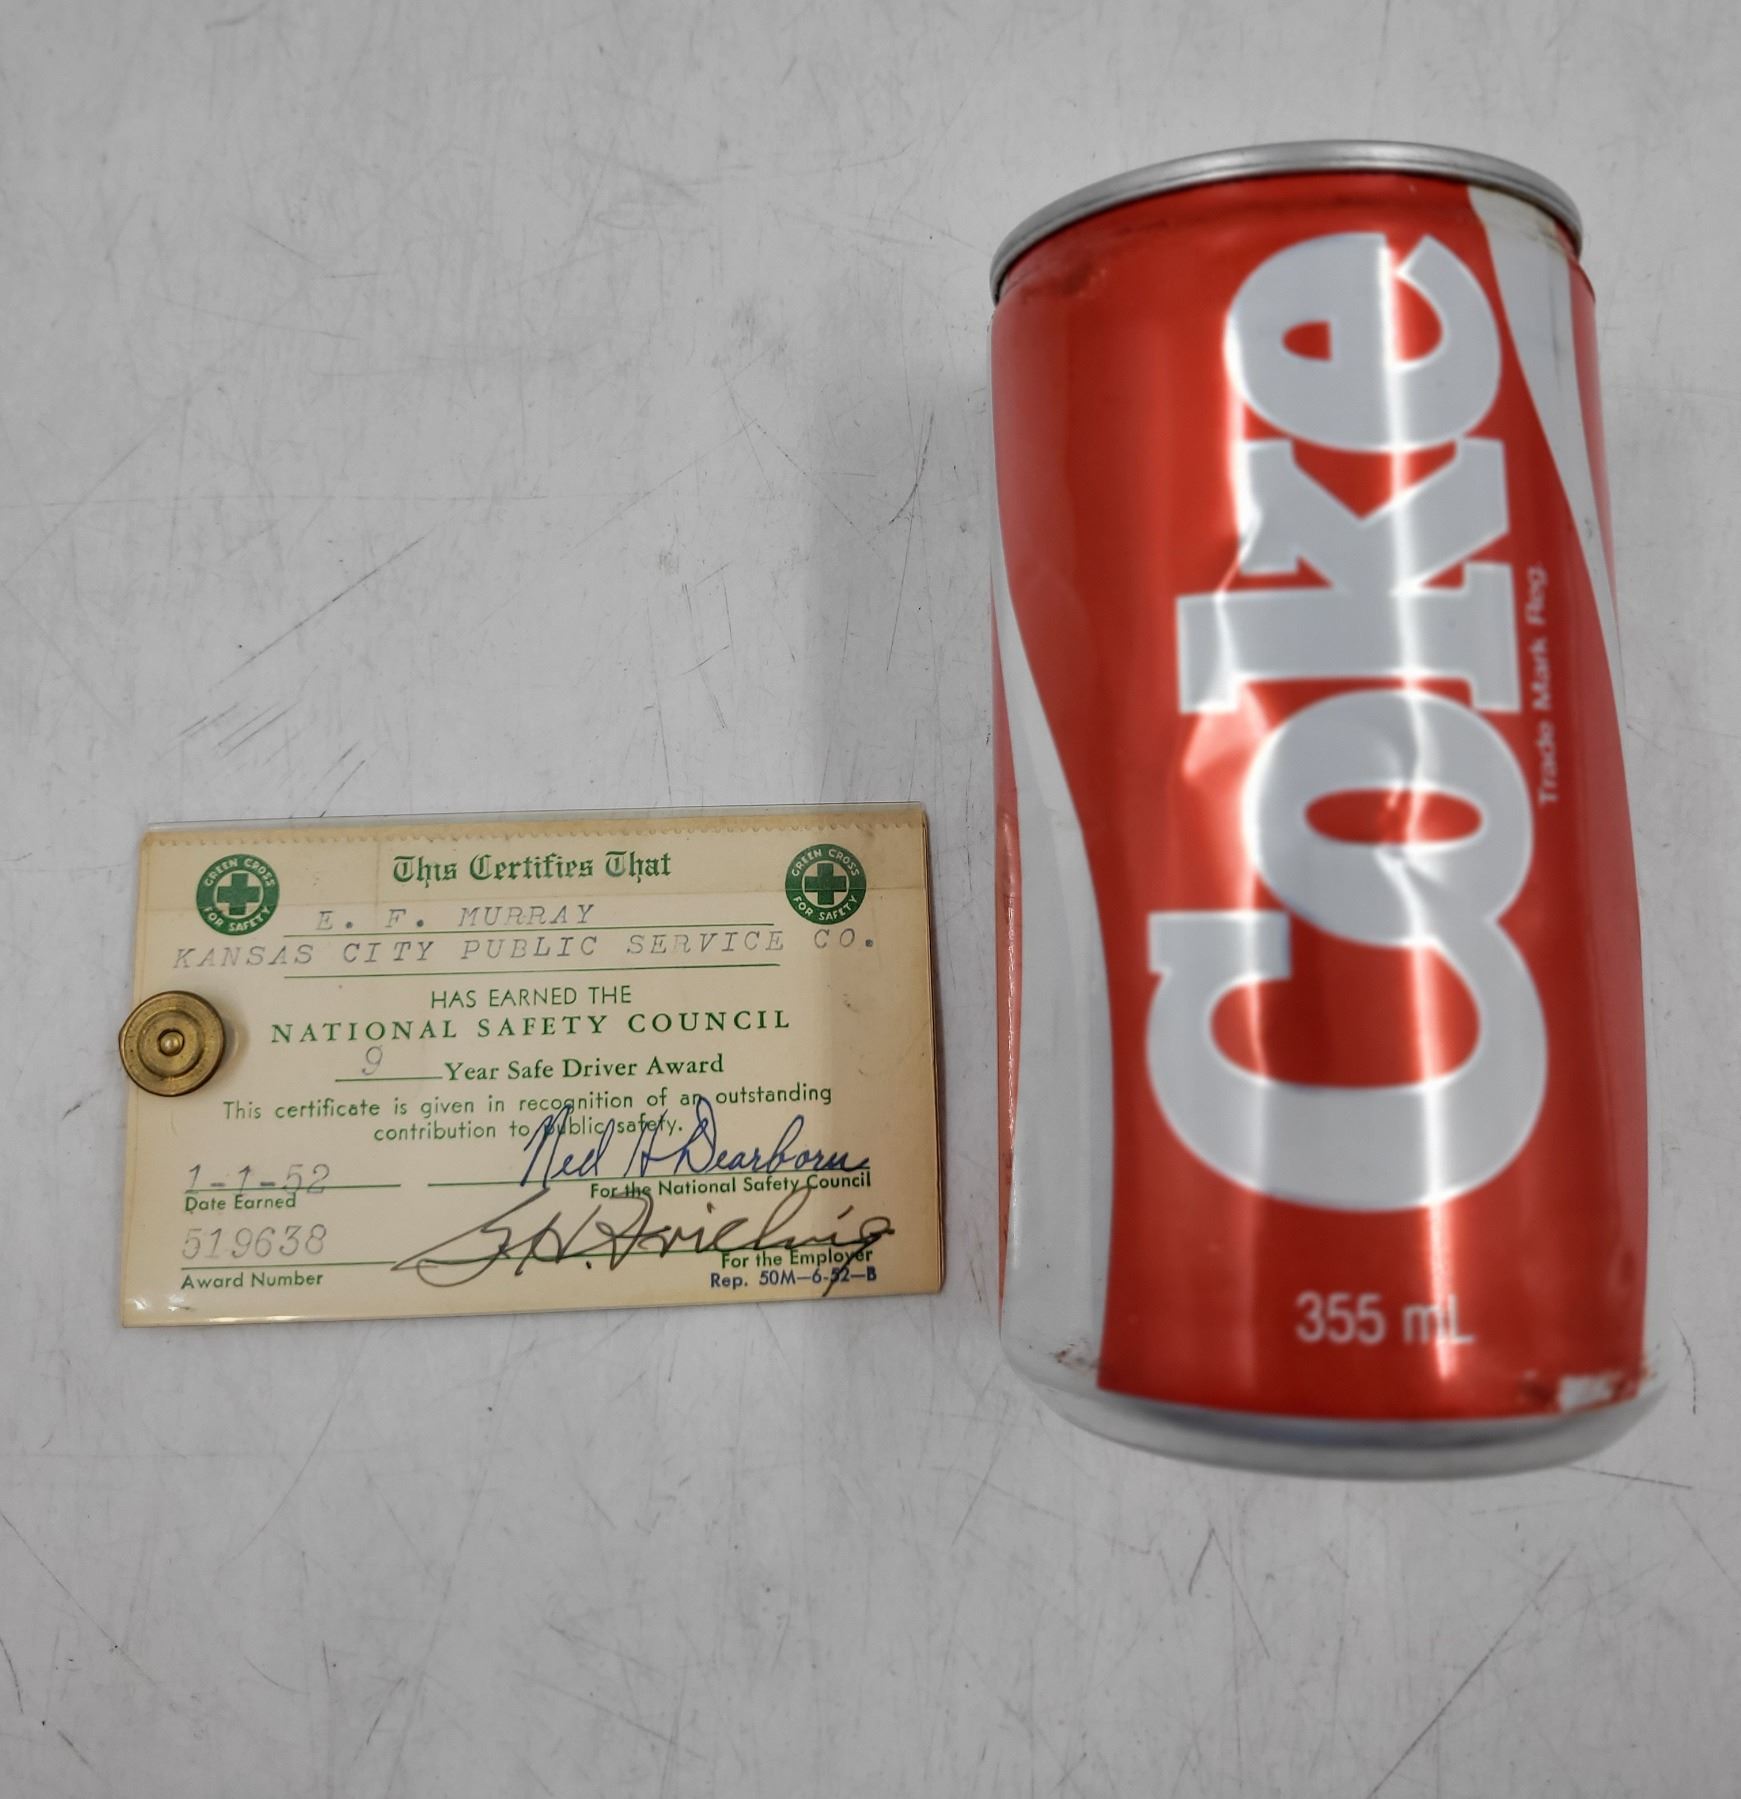 GREEN CROSS
FOR SAFETY
This Certifies That
GREEN CROSS
FOR SAFETY
E. F. MURRAY
KANSAS CITY PUBLIC SERVICE CO.
HAS EARNED THE
NATIONAL SAFETY COUNCIL
9 Year Safe Driver Award
This certificate is given in recognition of an outstanding
contribution to public safety.
Ned H Dearborn
1-1-52
Date Earned
For the National Safety Council
519638
For the Employer
Award Number
Rep. 50M—6-52—B
Coke
Trade Mark Reg.
355 mL